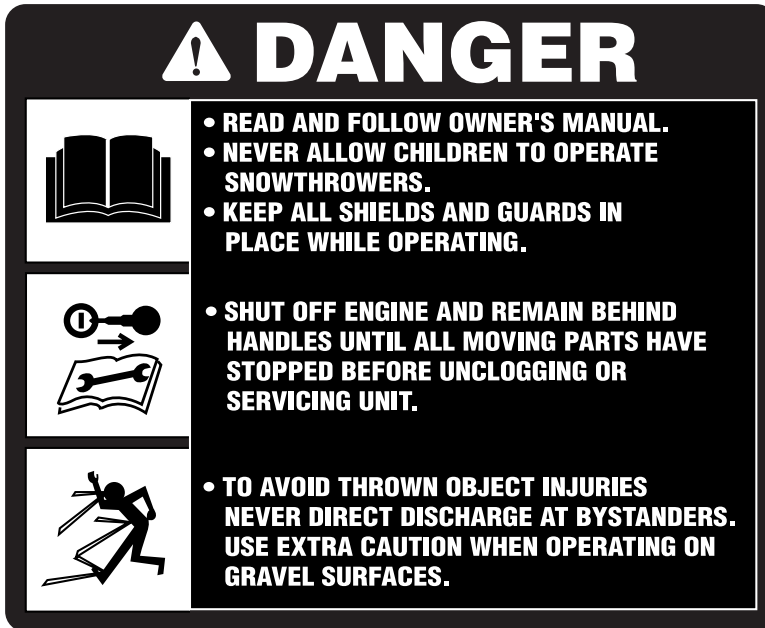 DANGER
• READ AND FOLLOW OWNER'S MANUAL.
• NEVER ALLOW CHILDREN TO OPERATE
SNOWTHROWERS.
• KEEP ALL SHIELDS AND GUARDS IN
PLACE WHILE OPERATING.
• SHUT OFF ENGINE AND REMAIN BEHIND
HANDLES UNTIL ALL MOVING PARTS HAVE
STOPPED BEFORE UNCLOGGING OR
SERVICING UNIT.
• TO AVOID THROWN OBJECT INJURIES
NEVER DIRECT DISCHARGE AT BYSTANDERS.
USE EXTRA CAUTION WHEN OPERATING ON
GRAVEL SURFACES.